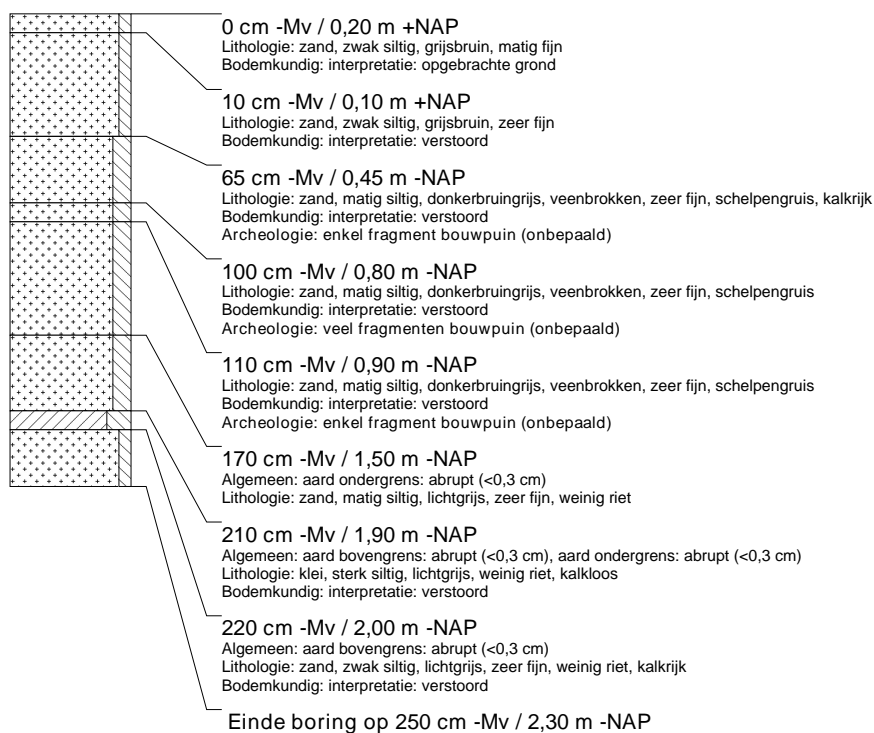 0 cm -Mv / 0,20 m +NAP
Lithologie: zand, zwak siltig, grijsbruin, matig fijn
Bodemkundig: interpretatie: opgebrachte grond
10 cm -Mv / 0,10 m +NAP
Lithologie: zand, zwak siltig, grijsbruin, zeer fijn
Bodemkundig: interpretatie: verstoord
65 cm -Mv / 0,45 m -NAP
Lithologie: zand, matig siltig, donkerbruingrijs, veenbrokken, zeer fijn, schelpengruis, kalkrijk
Bodemkundig: interpretatie: verstoord
Archeologie: enkel fragment bouwpuin (onbepaald)
100 cm -Mv / 0,80 m -NAP
Lithologie: zand, matig siltig, donkerbruingrijs, veenbrokken, zeer fijn, schelpengruis
Bodemkundig: interpretatie: verstoord
Archeologie: veel fragmenten bouwpuin (onbepaald)
110 cm -Mv / 0,90 m -NAP
Lithologie: zand, matig siltig, donkerbruingrijs, veenbrokken, zeer fijn, schelpengruis
Bodemkundig: interpretatie: verstoord
Archeologie: enkel fragment bouwpuin (onbepaald)
170 cm -Mv / 1,50 m -NAP
Algemeen: aard ondergrens: abrupt (<0,3 cm)
Lithologie: zand, matig siltig, lichtgrijs, zeer fijn, weinig riet
210 cm -Mv / 1,90 m -NAP
Algemeen: aard bovengrens: abrupt (<0,3 cm), aard ondergrens: abrupt (<0,3 cm)
Lithologie: klei, sterk siltig, lichtgrijs, weinig riet, kalkloos
Bodemkundig: interpretatie: verstoord
220 cm -Mv / 2,00 m -NAP
Algemeen: aard bovengrens: abrupt (<0,3 cm)
Lithologie: zand, zwak siltig, lichtgrijs, zeer fijn, weinig riet, kalkrijk
Bodemkundig: interpretatie: verstoord
Einde boring op 250 cm -Mv / 2,30 m -NAP